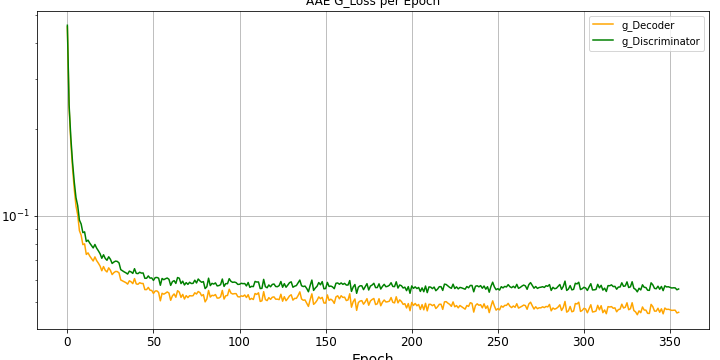 AAE G_Loss per Epoch
g_Decoder
g_Discriminator
10⁻¹
0 50 100 150 200 250 300 350
Epoch